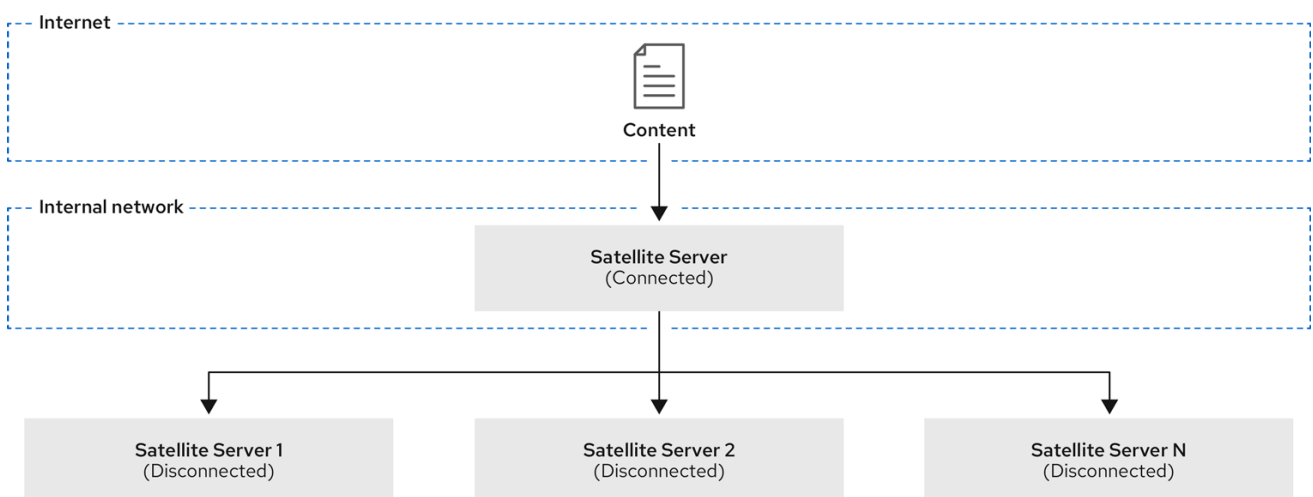 Internet
Content
Internal network
Satellite Server
(Connected)
Satellite Server 1
(Disconnected)
Satellite Server 2
(Disconnected)
Satellite Server N
(Disconnected)